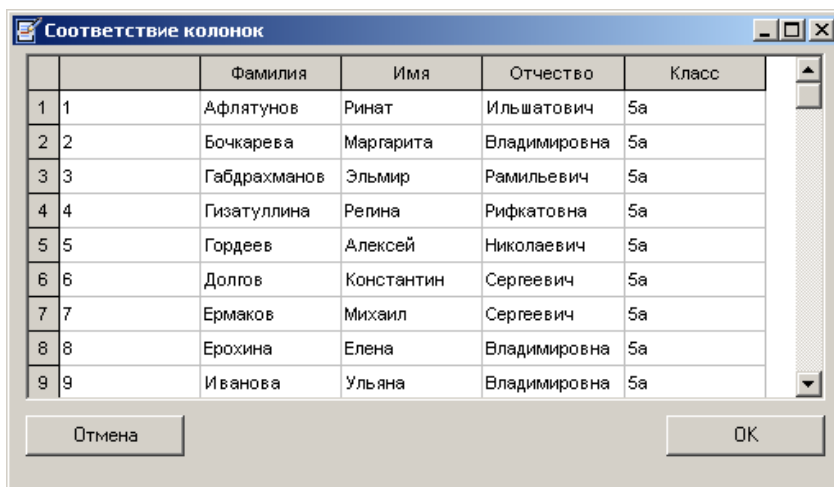 Соответствие колонок
Фамилия Имя Отчество Класс
1 1 Афлятунов Ринат Ильшатович 5а
2 2 Бочкарева Маргарита Владимировна 5а
3 3 Габдрахманов Эльмир Рамильевич 5а
4 4 Гизатуллина Регина Рифкатовна 5а
5 5 Гордеев Алексей Николаевич 5а
6 6 Долгов Константин Сергеевич 5а
7 7 Ермаков Михаил Сергеевич 5а
8 8 Ерохина Елена Владимировна 5а
9 9 Иванова Ульяна Владимировна 5а
Отмена OK